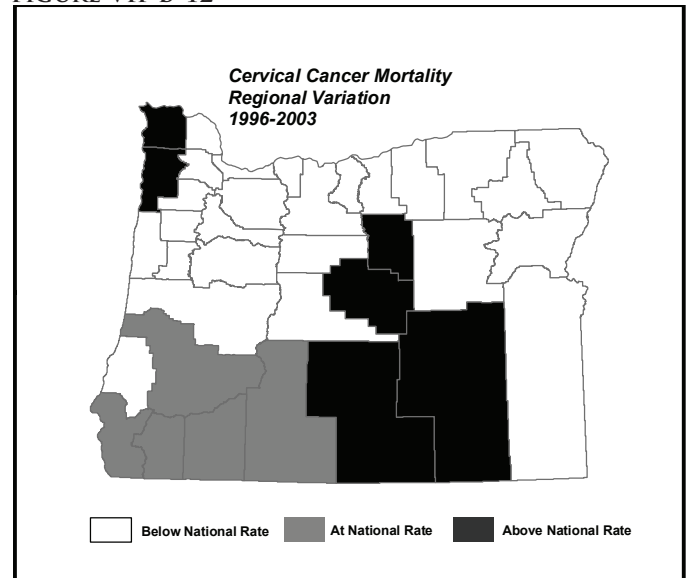 FIGURE VII-B-12
Cervical Cancer Mortality
Regional Variation
1996-2003
Below National Rate
At National Rate
Above National Rate